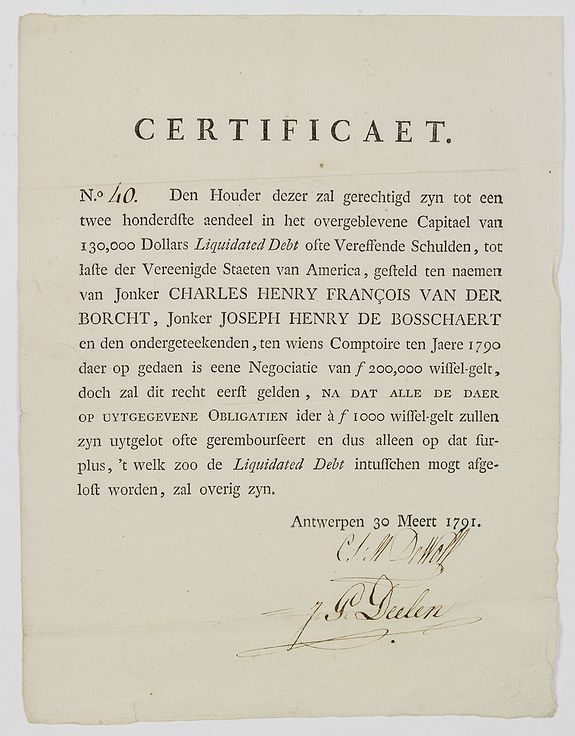 CERTIFICAET.
N.º 40. Den Houder dezer zal gerechtigd zyn tot een
twee honderdſte aendeel in het overgeblevene Capitael van
130,000 Dollars Liquidated Debt ofte Vereffende Schulden, tot
laſte der Vereenigde Staeten van America, geſteld ten naemen
van Jonker CHARLES HENRY FRANÇOIS VAN DER
BORCHT, Jonker JOSEPH HENRY DE BOSSCHAERT
en den ondergeteekenden, ten wiens Comptoire ten Jaere 1790
daer op gedaen is eene Negociatie van ƒ 200,000 wiſſel-gelt,
doch zal dit recht eerſt gelden, NA DAT ALLE DE DAER
OP UYTGEGEVENE OBLIGATIEN ider à ƒ 1000 wiſſel-gelt zullen
zyn uytgelot ofte gerembourſeert en dus alleen op dat ſur-
plus, 't welk zoo de Liquidated Debt intuſſchen mogt afge-
loſt worden, zal overig zyn.
Antwerpen 30 Meert 1791.
DeWolf
J. P. Deelen